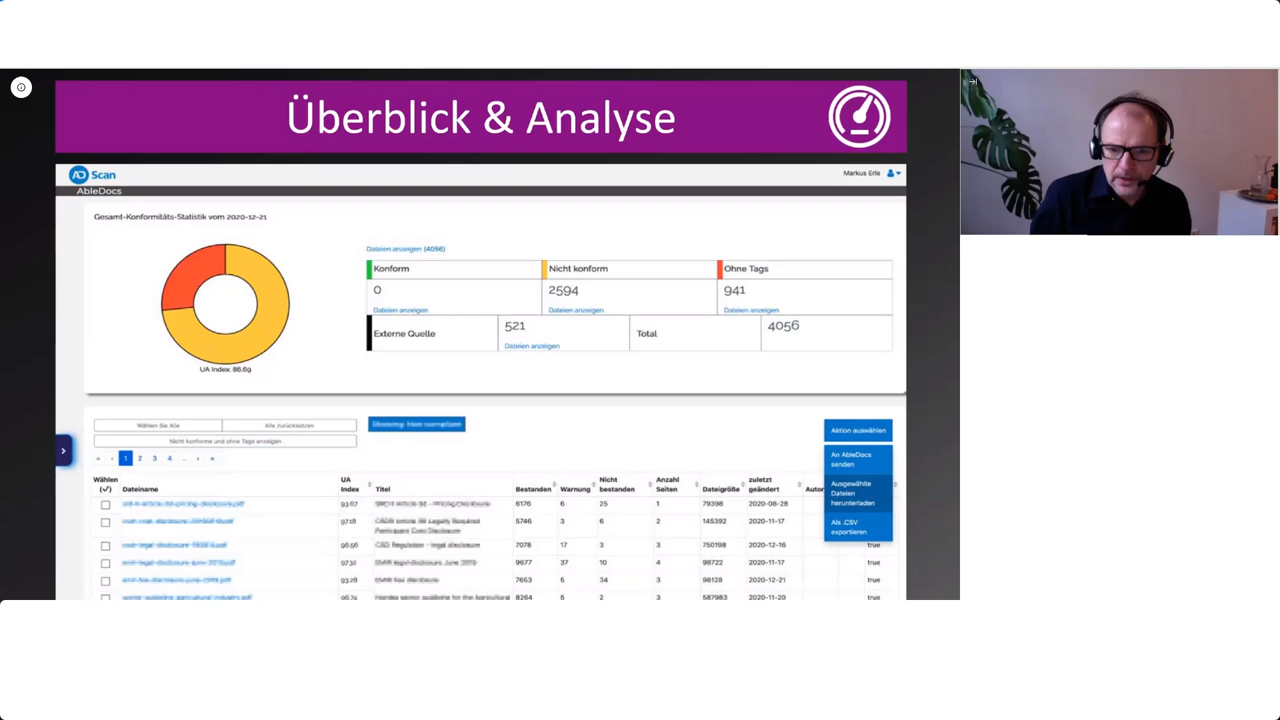 Überblick & Analyse
AD Scan
Markus Erle
AbleDocs
Gesamt-Konformitäts-Statistik vom 2020-12-21
Dateien anzeigen (4056)
Konform Nicht konform Ohne Tags
0 2594 941
Dateien anzeigen Dateien anzeigen Dateien anzeigen
Externe Quelle 521 Total 4056
Dateien anzeigen
UA Index: 86.69
Wählen Sie Alle Alle zurücksetzen
Nicht konforme und ohne Tags anzeigen
« ‹ 1 2 3 4 .. › »
Aktion auswählen
An AbleDocs senden
Ausgewählte Dateien herunterladen
Als .CSV exportieren
Wählen (√) Dateiname UA Index Titel Bestanden Warnung Nicht bestanden Anzahl Seiten Dateigröße zuletzt geändert Autor
93.67 6176 6 25 1 79398 2020-08-28
97.18 5746 3 6 2 145392 2020-11-17
96.56 7078 17 3 3 750198 2020-12-16 true
97.32 9677 37 10 4 98722 2020-11-17 true
93.28 7653 5 34 3 98128 2020-12-21 true
96.74 8264 5 2 3 587983 2020-11-20 true